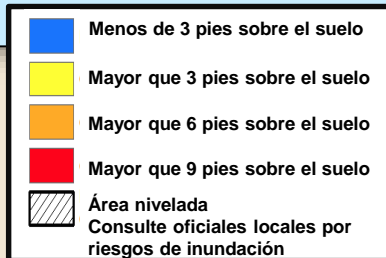 Menos de 3 pies sobre el suelo
Mayor que 3 pies sobre el suelo
Mayor que 6 pies sobre el suelo
Mayor que 9 pies sobre el suelo
Área nivelada
Consulte oficiales locales por
riesgos de inundación